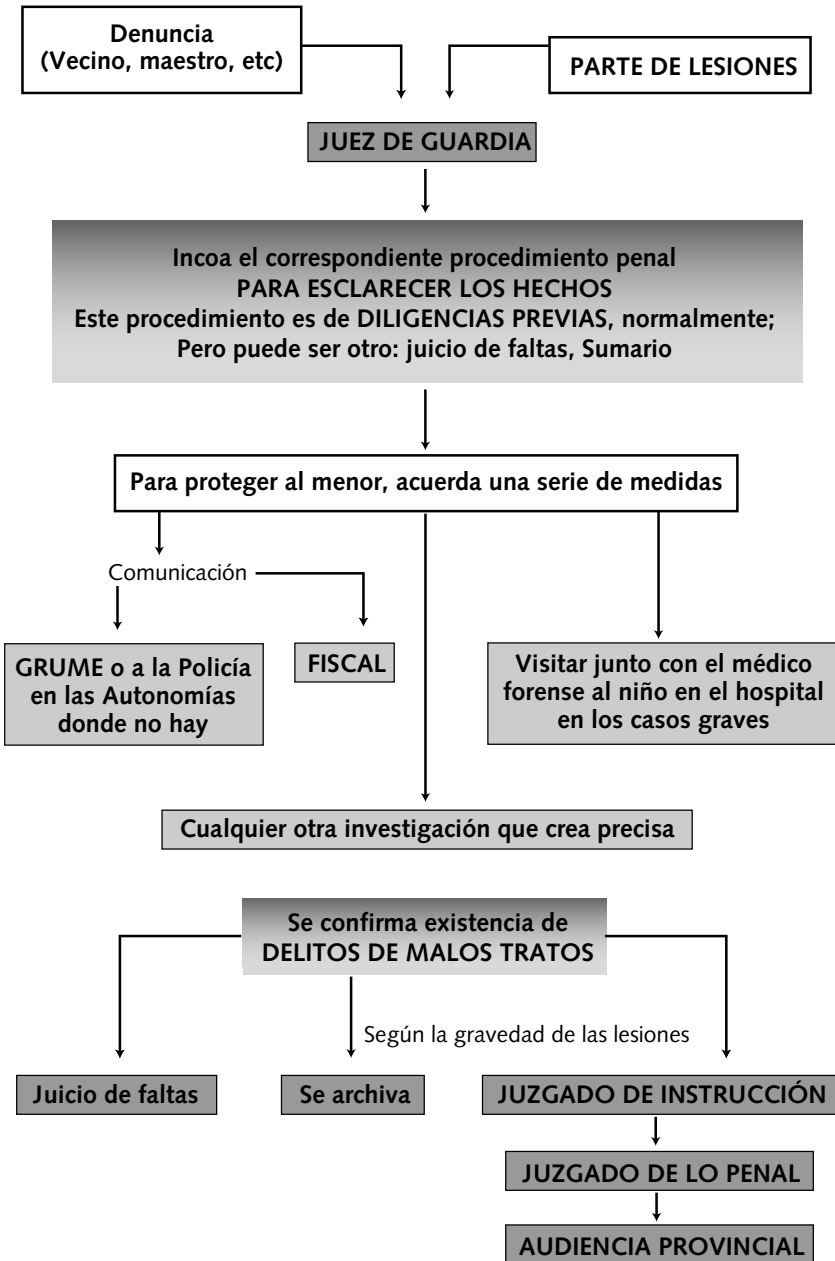 Denuncia
(Vecino, maestro, etc)
PARTE DE LESIONES
JUEZ DE GUARDIA
Incoa el correspondiente procedimiento penal
PARA ESCLARECER LOS HECHOS
Este procedimiento es de DILIGENCIAS PREVIAS, normalmente;
Pero puede ser otro: juicio de faltas, Sumario
Para proteger al menor, acuerda una serie de medidas
Comunicación
GRUME o a la Policía
en las Autonomías
donde no hay
FISCAL
Visitar junto con el médico
forense al niño en el hospital
en los casos graves
Cualquier otra investigación que crea precisa
Se confirma existencia de
DELITOS DE MALOS TRATOS
Según la gravedad de las lesiones
Juicio de faltas
Se archiva
JUZGADO DE INSTRUCCIÓN
JUZGADO DE LO PENAL
AUDIENCIA PROVINCIAL